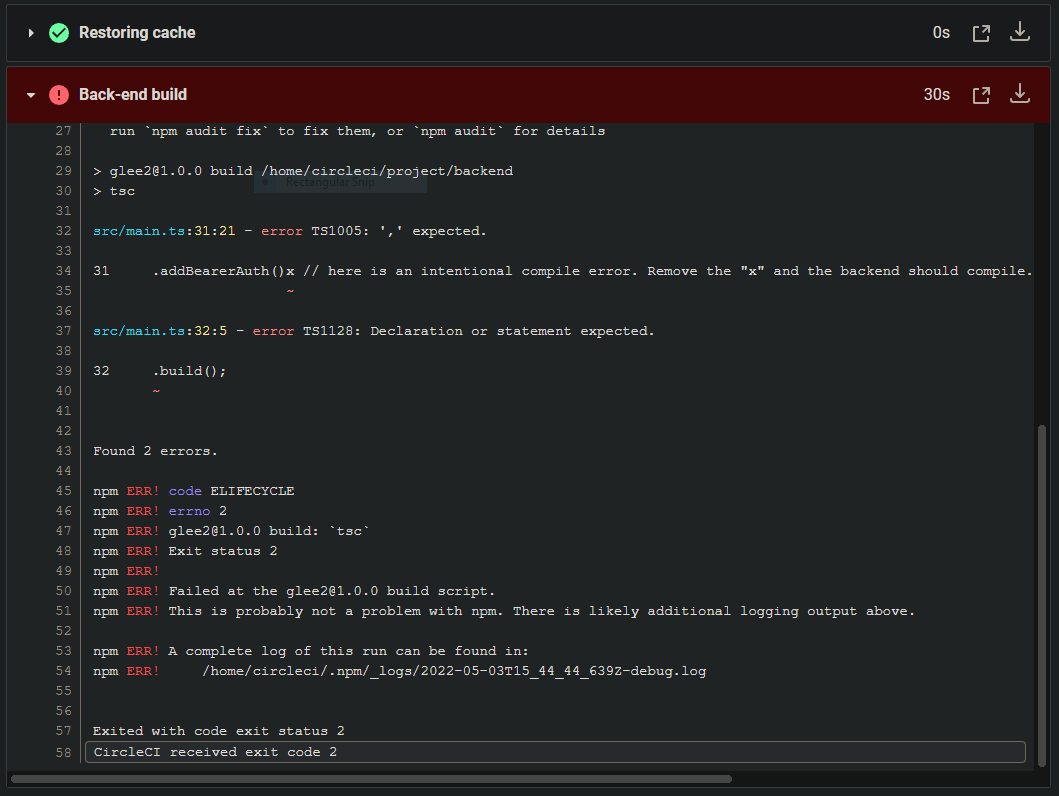 Restoring cache 0s
Back-end build 30s
27 run `npm audit fix` to fix them, or `npm audit` for details
28
29 > glee2@1.0.0 build /home/circleci/project/backend
Rectangular Snip
30 > tsc
31
32 src/main.ts:31:21 - error TS1005: ',' expected.
33
34 31 .addBearerAuth()x // here is an intentional compile error. Remove the "x" and the backend should compile.
35 ~
36
37 src/main.ts:32:5 - error TS1128: Declaration or statement expected.
38
39 32 .build();
40 ~
41
42
43 Found 2 errors.
44
45 npm ERR! code ELIFECYCLE
46 npm ERR! errno 2
47 npm ERR! glee2@1.0.0 build: `tsc`
48 npm ERR! Exit status 2
49 npm ERR!
50 npm ERR! Failed at the glee2@1.0.0 build script.
51 npm ERR! This is probably not a problem with npm. There is likely additional logging output above.
52
53 npm ERR! A complete log of this run can be found in:
54 npm ERR! /home/circleci/.npm/_logs/2022-05-03T15_44_44_639Z-debug.log
55
56
57 Exited with code exit status 2
58 CircleCI received exit code 2